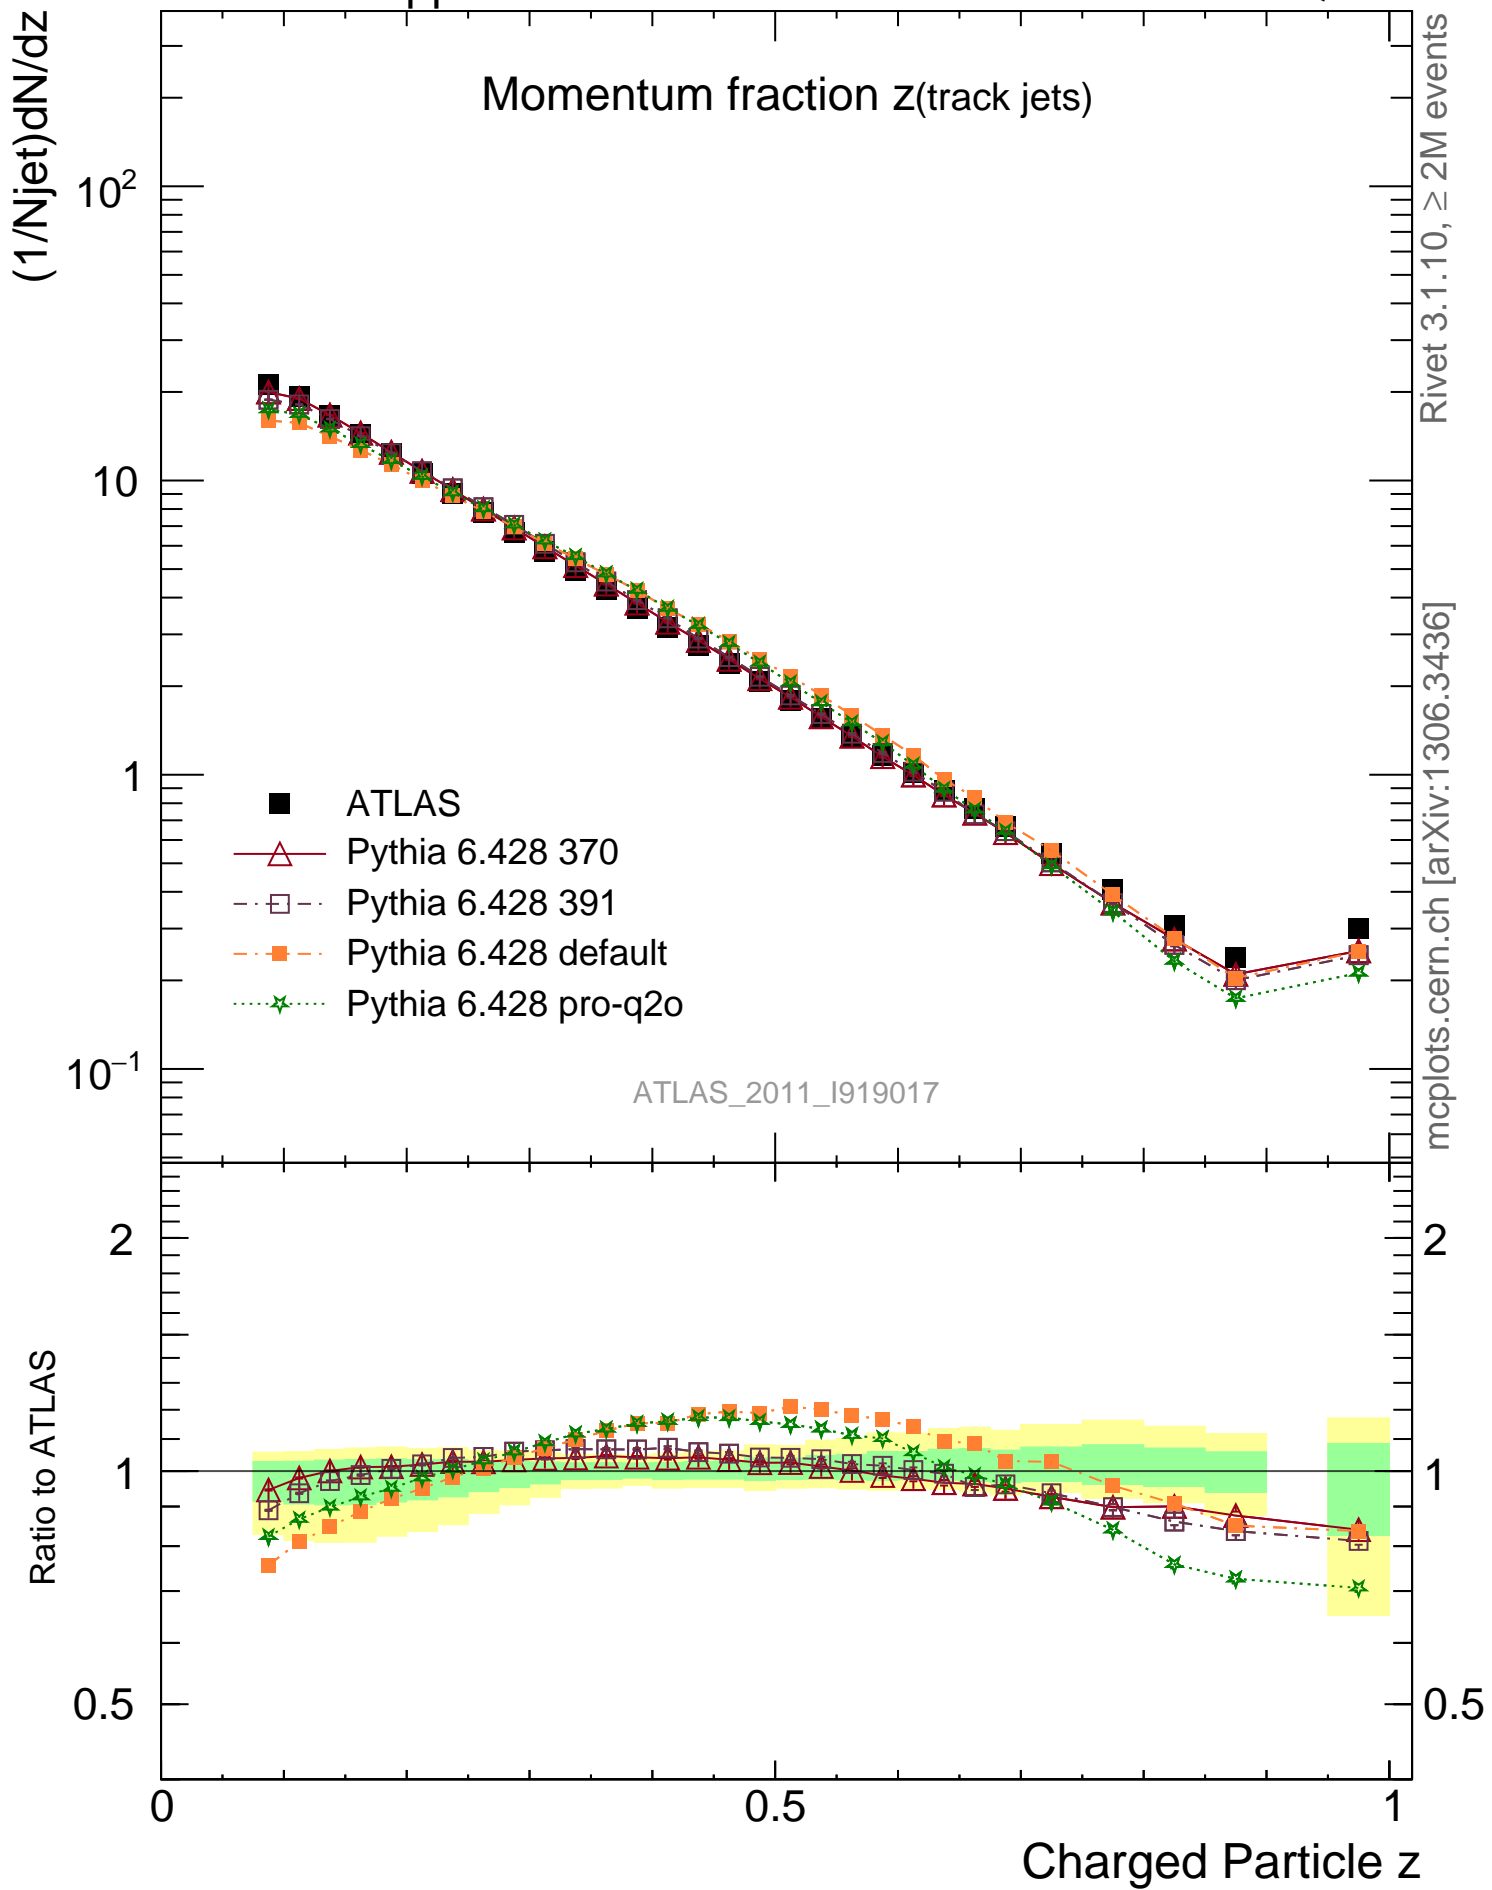 Momentum fraction z(track jets)
(1/Njet)dN/dz
10²
10
1
10⁻¹
ATLAS
Pythia 6.428 370
Pythia 6.428 391
Pythia 6.428 default
Pythia 6.428 pro-q2o
ATLAS_2011_I919017
Rivet 3.1.10, ≥ 2M events
mcplots.cern.ch [arXiv:1306.3436]
Ratio to ATLAS
2
1
0.5
2
1
0.5
0
0.5
1
Charged Particle z